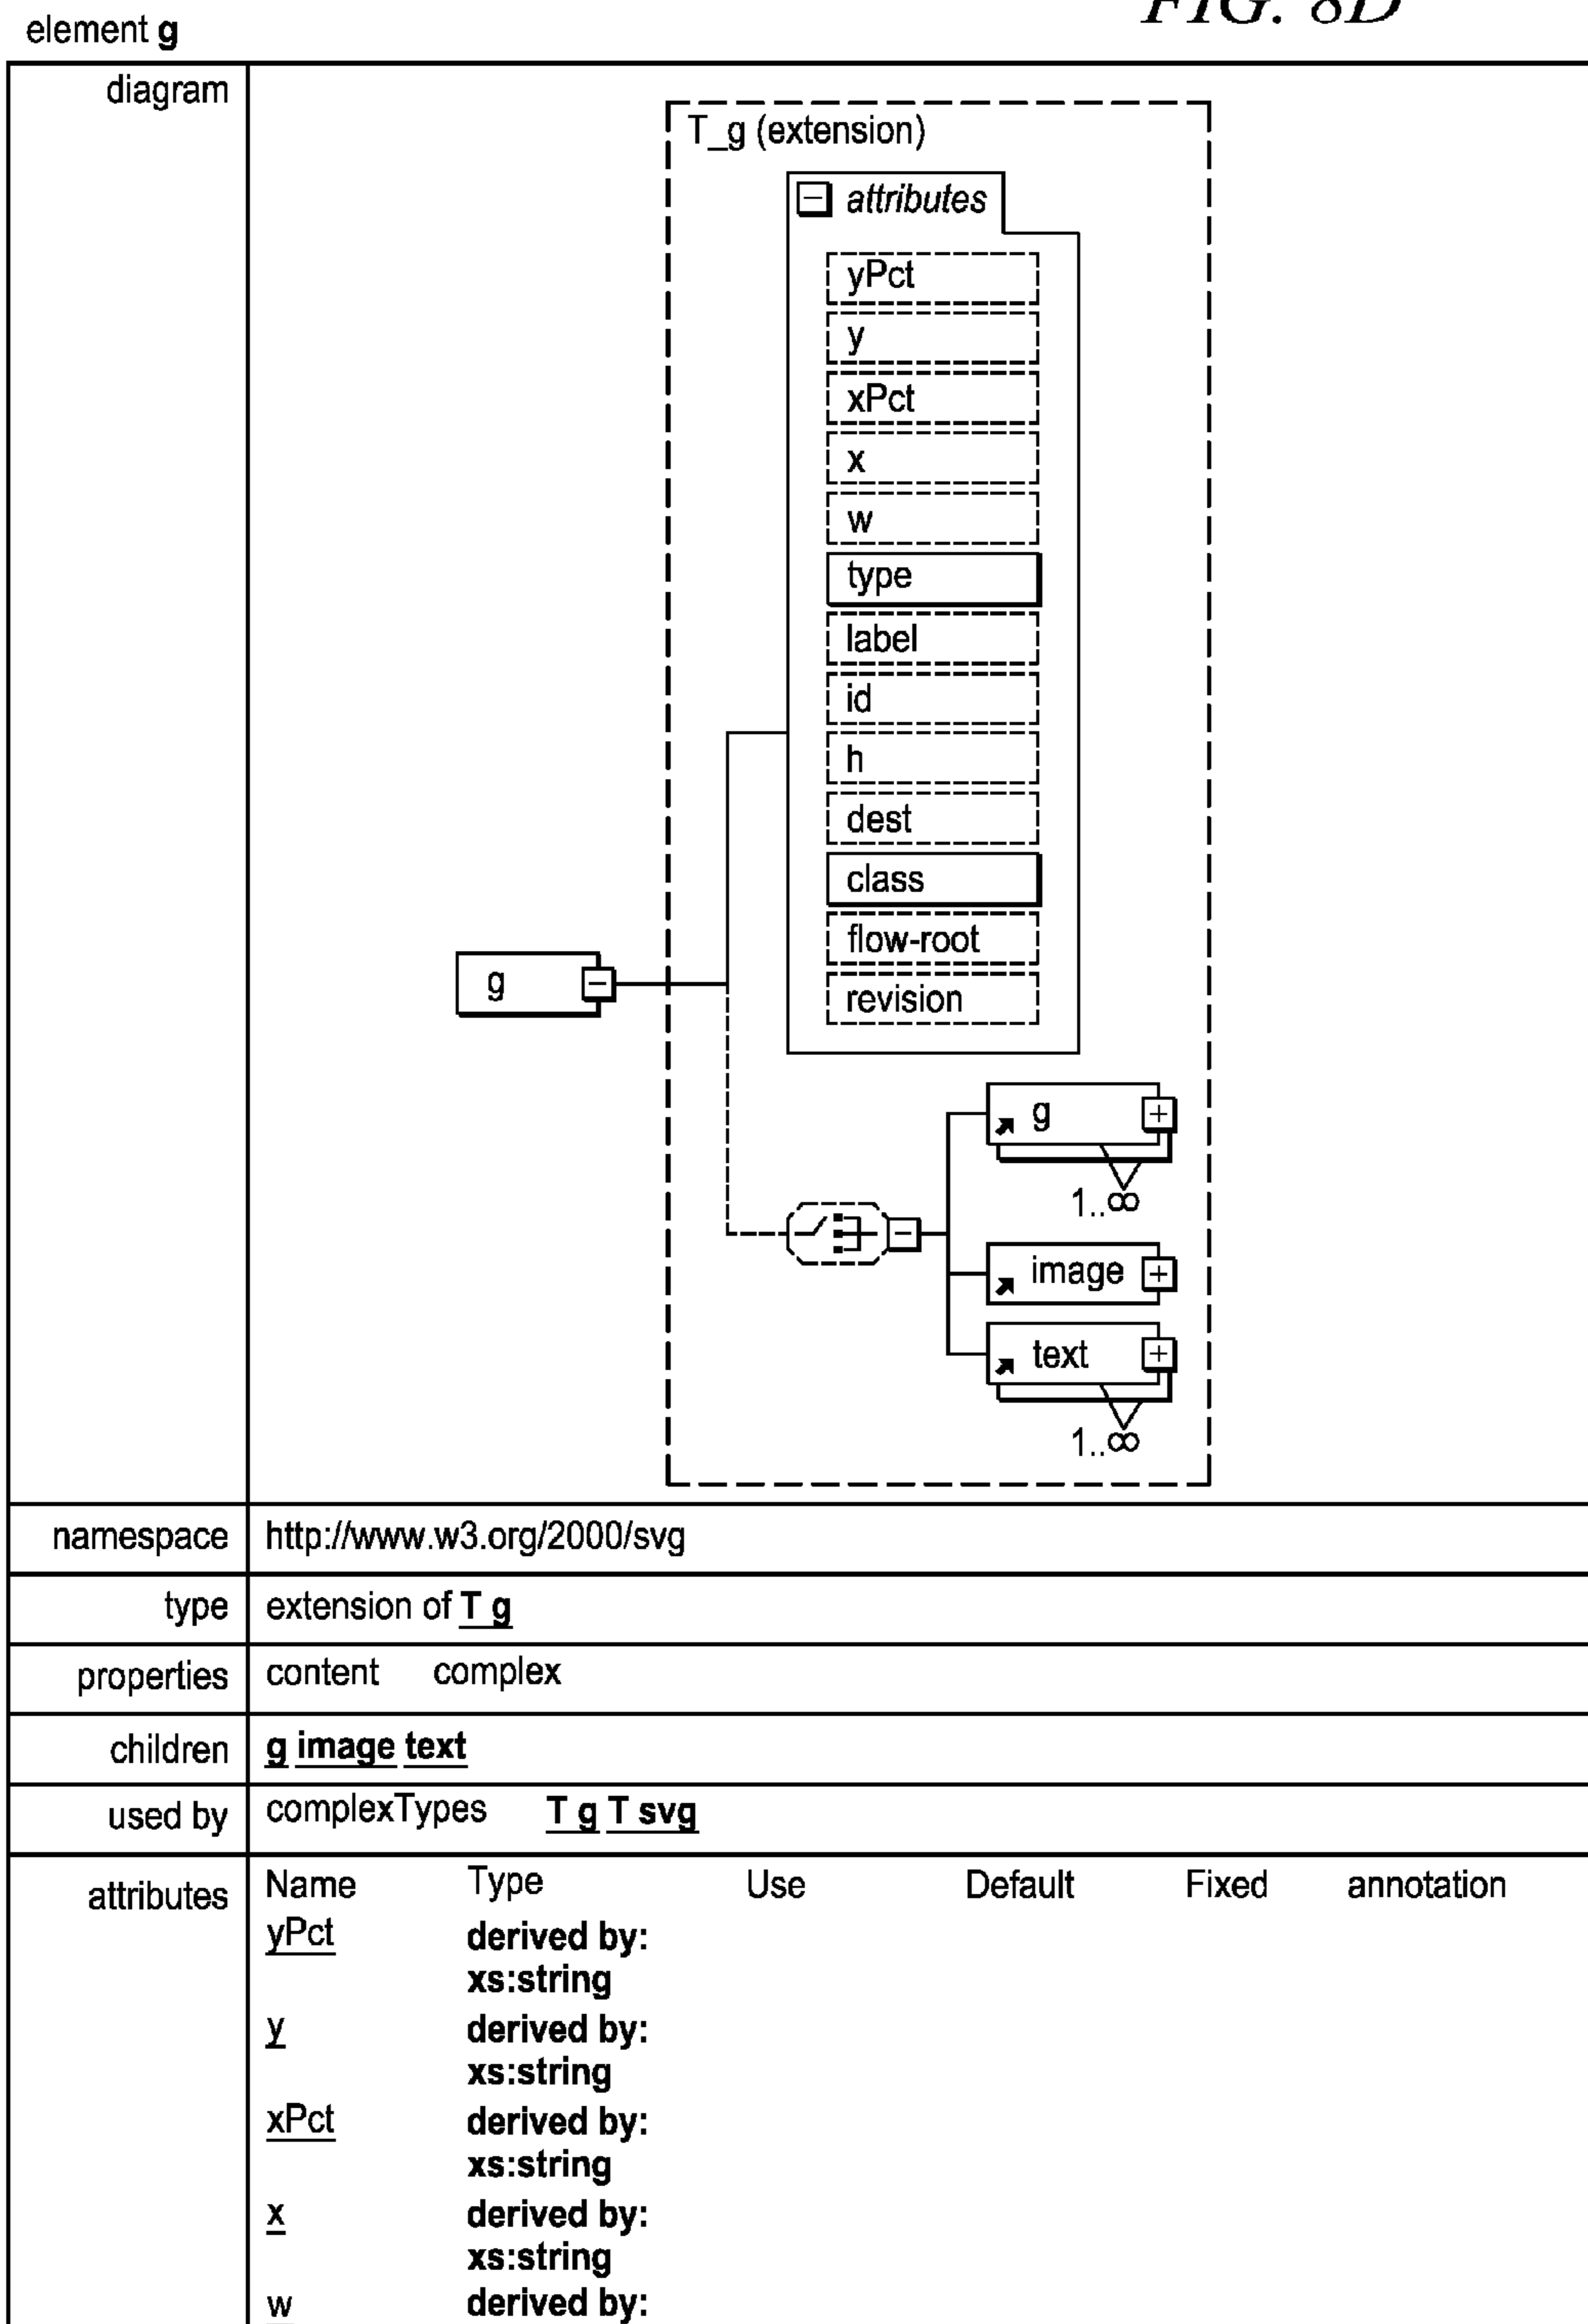 FIG. 8D
element g
diagram
T_g (extension)
attributes
yPct
y
xPct
x
w
type
label
id
h
dest
class
flow-root
revision
g
g
1..∞
image
text
1..∞
namespace http://www.w3.org/2000/svg
type extension of T g
properties content complex
children g image text
used by complexTypes T g T svg
attributes Name Type Use Default Fixed annotation
yPct derived by:
xs:string
y derived by:
xs:string
xPct derived by:
xs:string
x derived by:
xs:string
w derived by: